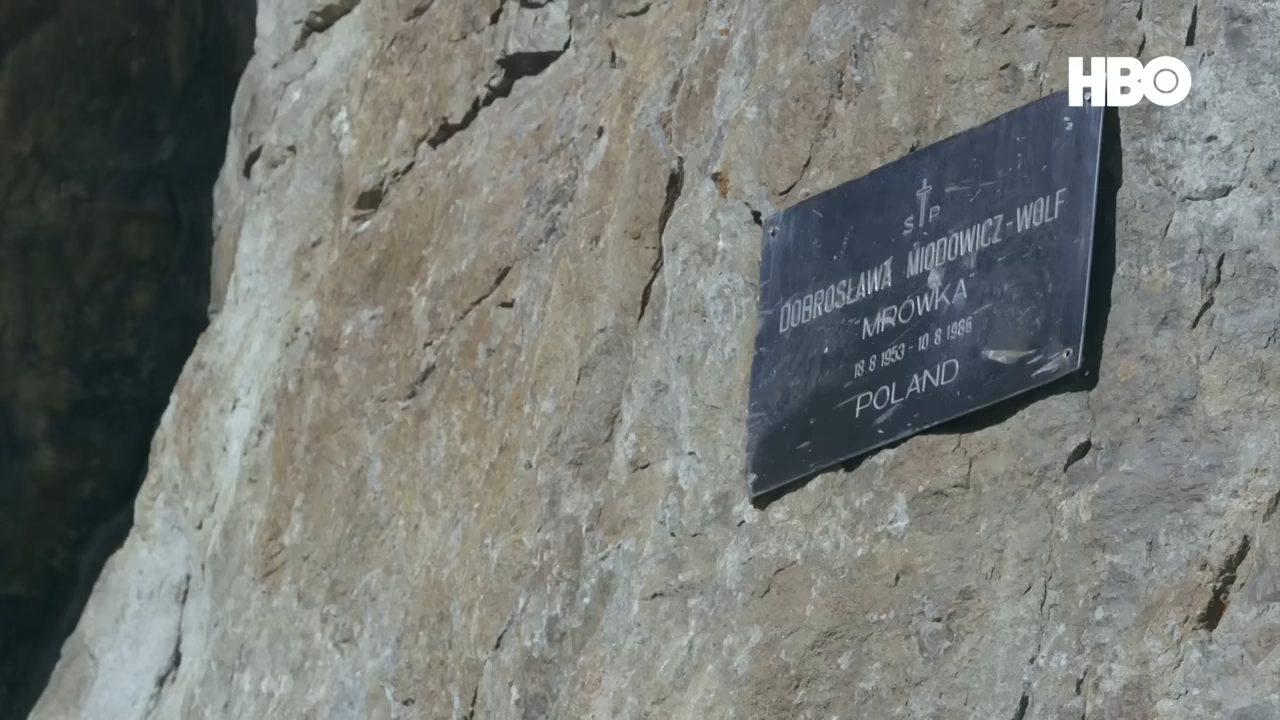 HBO
Ś P
DOBROSŁAWA MIODOWICZ-WOLF
MRÓWKA
18 8 1953 - 10 8 1986
POLAND